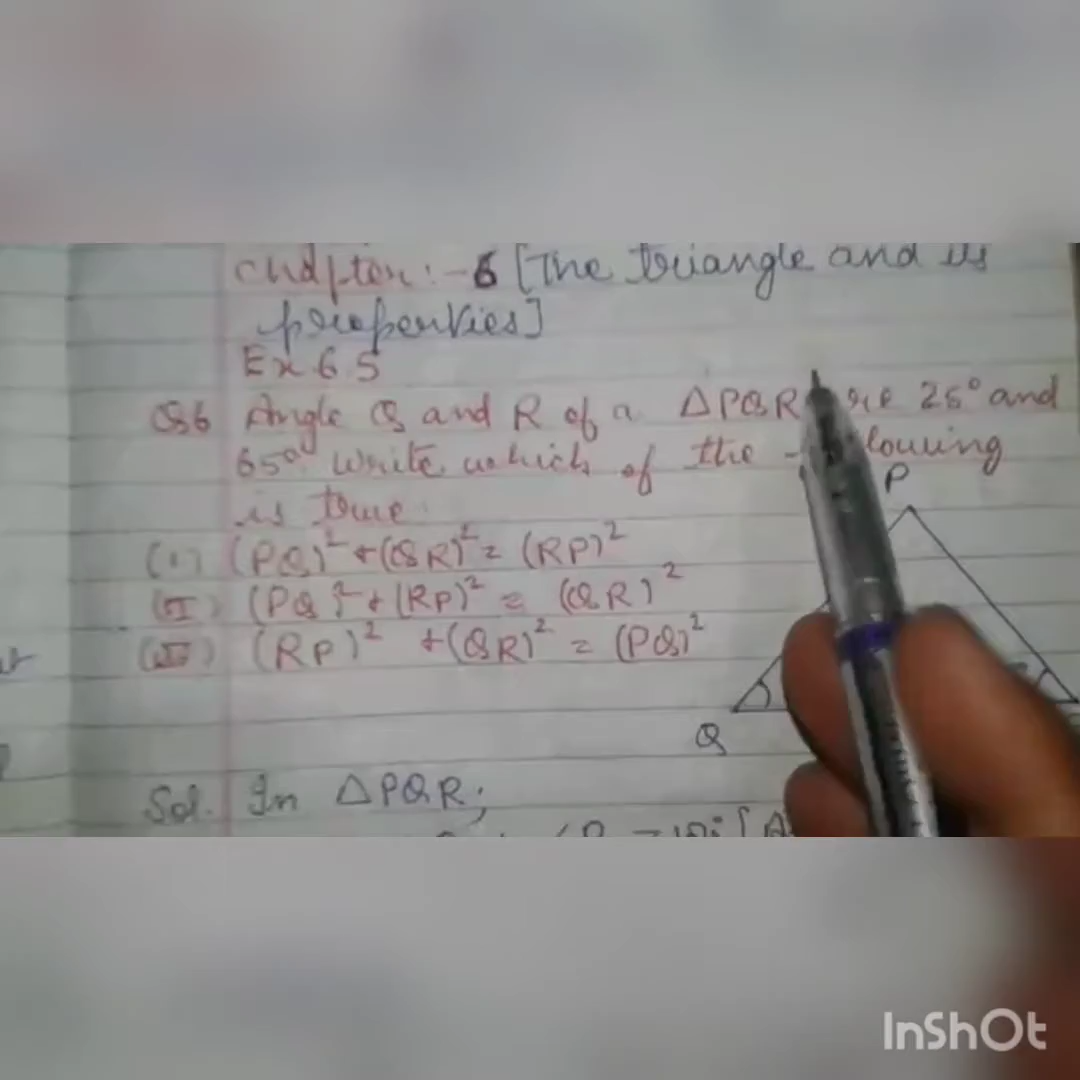 Chapter:-6 [The triangle and its
properties]
Ex 6.5
Q6 Angle Q and R of a △PQR are 25° and
65°. Write which of the following
is true.
P
(I) (PQ)²+(QR)²=(RP)²
(II) (PQ)²+(RP)² = (QR)²
(III) (RP)² +(QR)² = (PQ)²
Q
Sol. In △PQR;
InShOt